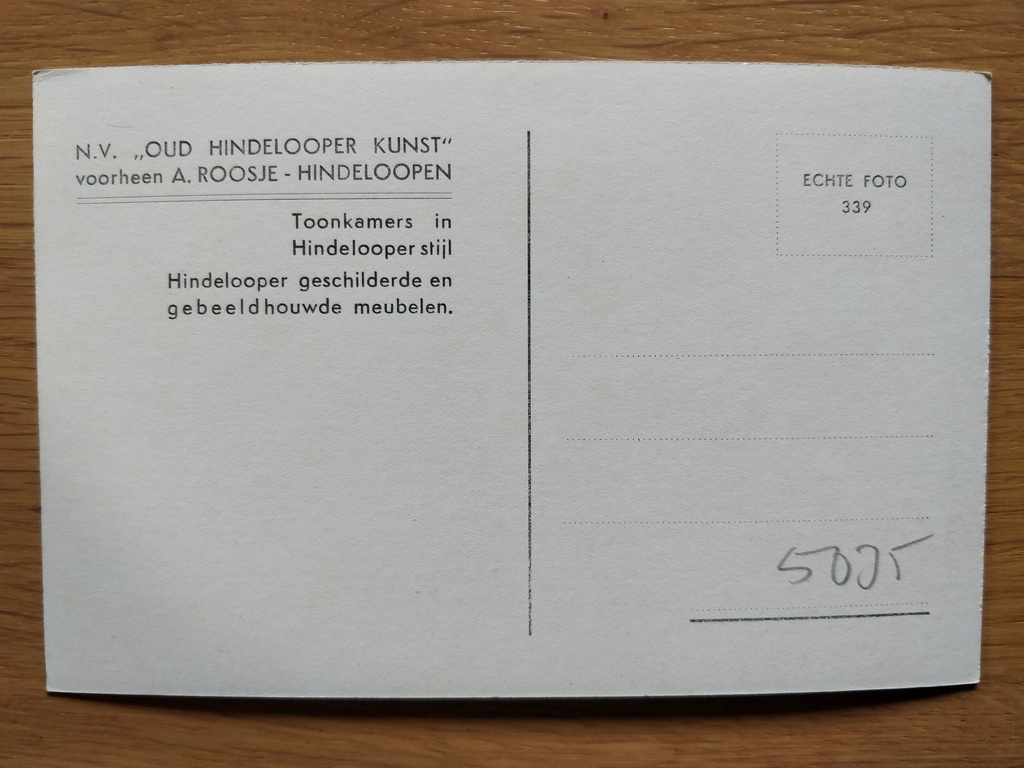 N.V. „OUD HINDELOOPER KUNST"
voorheen A. ROOSJE - HINDELOOPEN
Toonkamers in
Hindelooper stijl
Hindelooper geschilderde en
gebeeldhouwde meubelen.
ECHTE FOTO
339